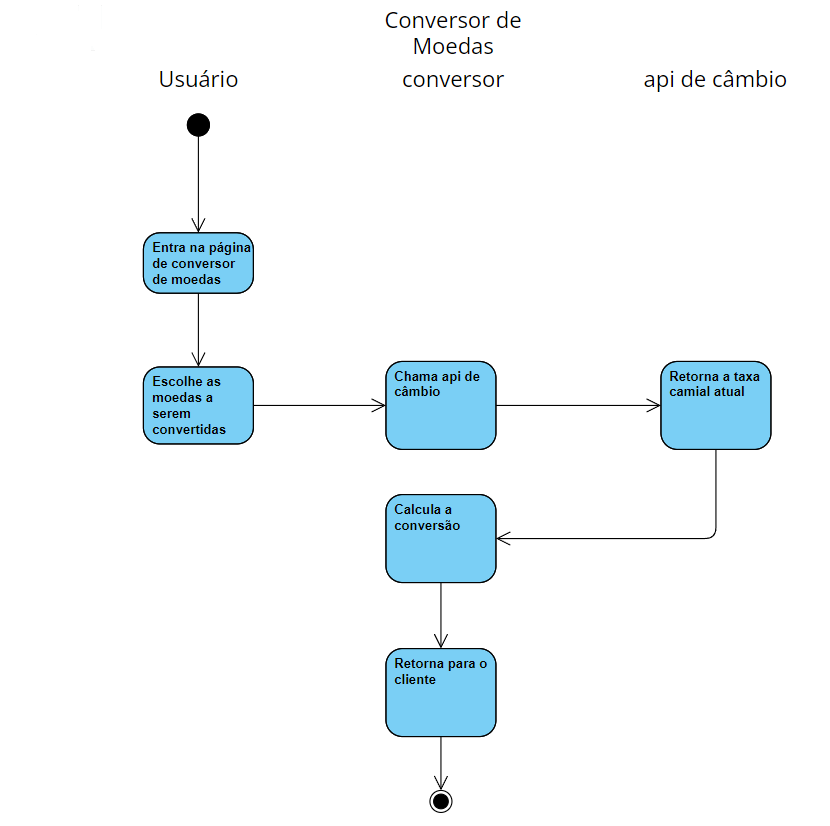 Conversor de
Moedas
Usuário
conversor
api de câmbio
Entra na página
de conversor
de moedas
Escolhe as
moedas a
serem
convertidas
Chama api de
câmbio
Retorna a taxa
camial atual
Calcula a
conversão
Retorna para o
cliente